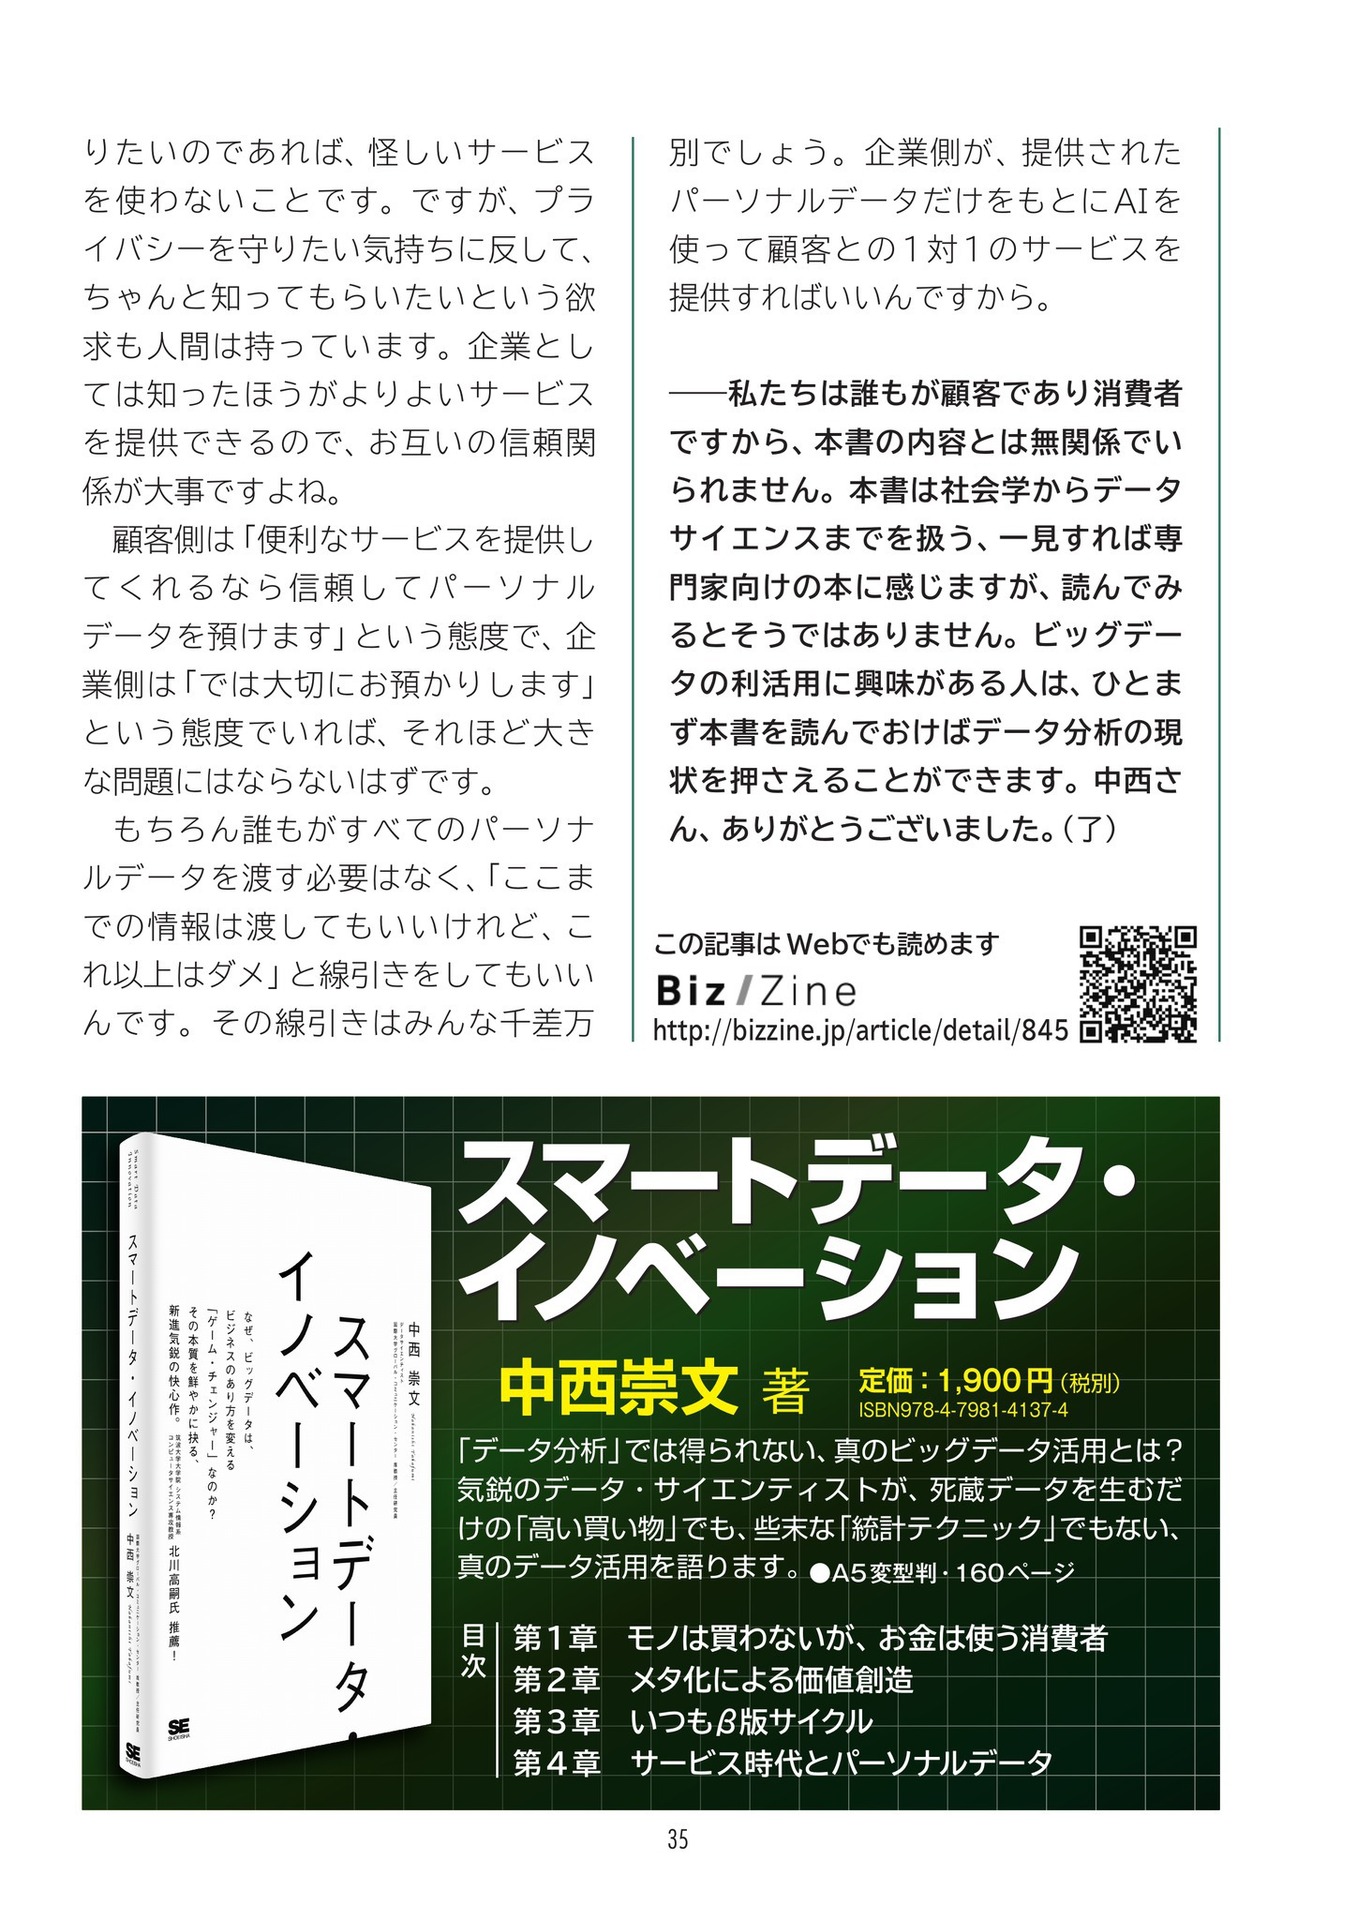 りたいのであれば、怪しいサービス
を使わないことです。ですが、プラ
イバシーを守りたい気持ちに反して、
ちゃんと知ってもらいたいという欲
求も人間は持っています。企業とし
ては知ったほうがよりよいサービス
を提供できるので、お互いの信頼関
係が大事ですよね。
顧客側は「便利なサービスを提供し
てくれるなら信頼してパーソナル
データを預けます」という態度で、企
業側は「では大切にお預かりします」
という態度でいれば、それほど大き
な問題にはならないはずです。
もちろん誰もがすべてのパーソナ
ルデータを渡す必要はなく、「ここま
での情報は渡してもいいけれど、こ
れ以上はダメ」と線引きをしてもいい
んです。その線引きはみんな千差万
別でしょう。企業側が、提供された
パーソナルデータだけをもとにAIを
使って顧客との1対1のサービスを
提供すればいいんですから。
――私たちは誰もが顧客であり消費者
ですから、本書の内容とは無関係でい
られません。本書は社会学からデータ
サイエンスまでを扱う、一見すれば専
門家向けの本に感じますが、読んでみ
るとそうではありません。ビッグデー
タの利活用に興味がある人は、ひとま
ず本書を読んでおけばデータ分析の現
状を押さえることができます。中西さ
ん、ありがとうございました。（了）
この記事はWebでも読めます
Biz/Zine
http://bizzine.jp/article/detail/845
Smart Data
Innovation
スマートデータ・イノベーション
中西 崇文
SE
SHOEISHA
中西 崇文
スマートデータ・
イノベーション
なぜ、ビッグデータは、
ビジネスのあり方を変える
「ゲーム・チェンジャー」なのか？
その本質を鮮やかに抉る、
新進気鋭の快心作。
筑波大学大学院 システム情報系
コンピュータサイエンス専攻教授
北川高嗣氏 推薦！
SE
SHOEISHA
スマートデータ・
イノベーション
中西崇文 著
定価：1,900円（税別）
ISBN978-4-7981-4137-4
「データ分析」では得られない、真のビッグデータ活用とは？
気鋭のデータ・サイエンティストが、死蔵データを生むだ
けの「高い買い物」でも、些末な「統計テクニック」でもない、
真のデータ活用を語ります。●A5変型判・160ページ
目次
第1章 モノは買わないが、お金は使う消費者
第2章 メタ化による価値創造
第3章 いつもβ版サイクル
第4章 サービス時代とパーソナルデータ
35